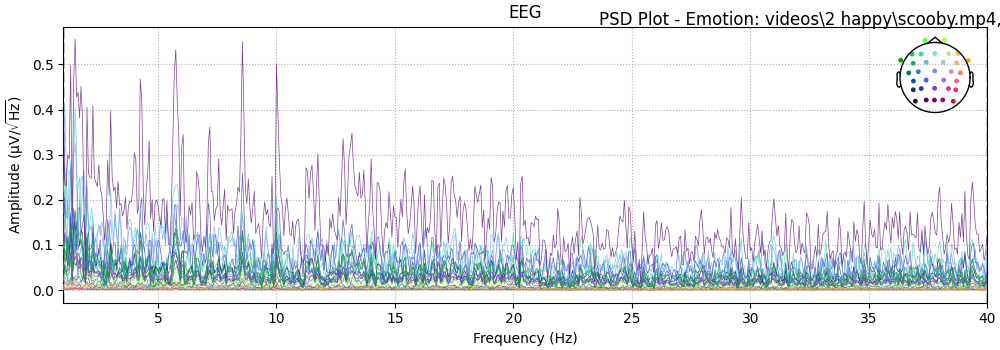 EEG
PSD Plot - Emotion: videos\2 happy\scooby.mp4,
Amplitude (µV/√Hz)
0.5
0.4
0.3
0.2
0.1
0.0
5 10 15 20 25 30 35 40
Frequency (Hz)